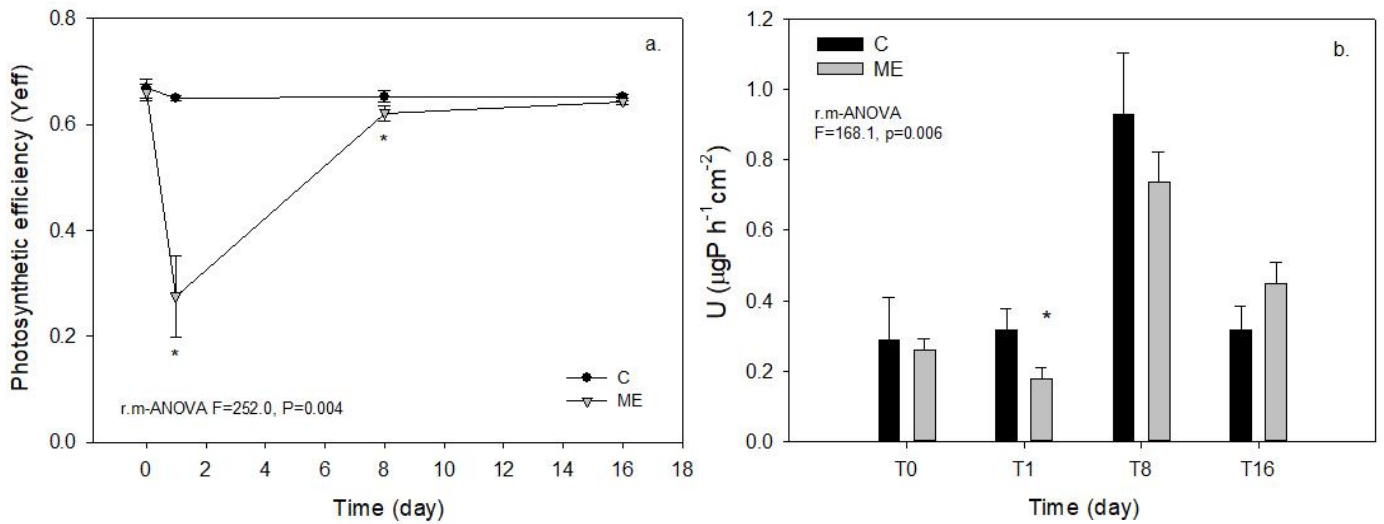 a.
0.8
0.6
0.4
0.2
0.0
Photosynthetic efficiency (Yeff)
*
*
C
ME
r.m-ANOVA F=252.0, P=0.004
0 2 4 6 8 10 12 14 16 18
Time (day)
b.
1.2
1.0
0.8
0.6
0.4
0.2
0.0
U (µgP h⁻¹cm⁻²)
C
ME
r.m-ANOVA
F=168.1, p=0.006
*
T0 T1 T8 T16
Time (day)